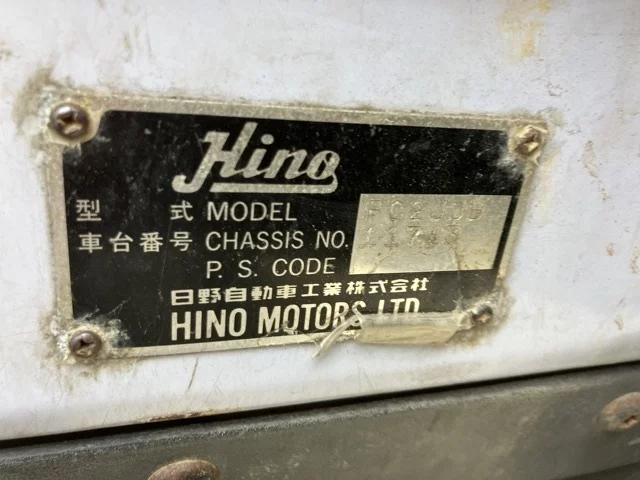 Hino
型 式 MODEL
車台番号 CHASSIS NO.
P. S. CODE
日野自動車工業株式会社
HINO MOTORS LTD